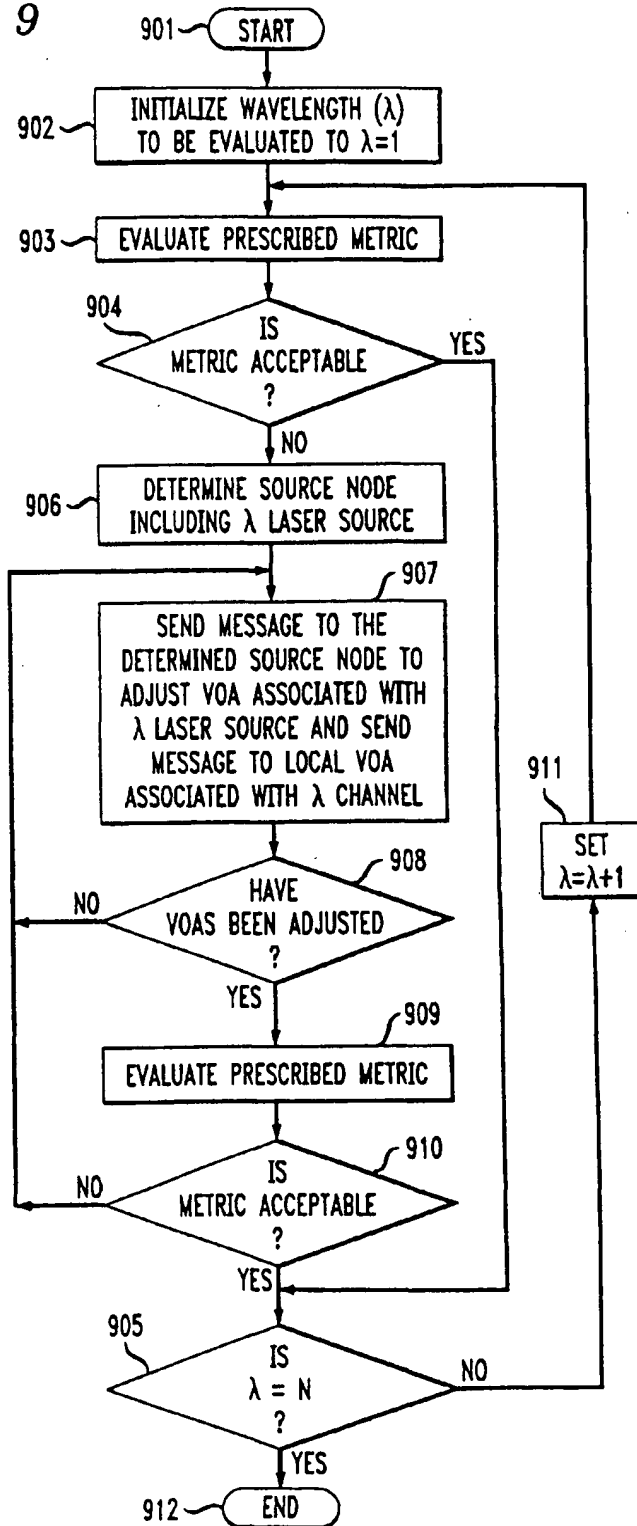 9
901
START
902
INITIALIZE WAVELENGTH (λ)
TO BE EVALUATED TO λ=1
903
EVALUATE PRESCRIBED METRIC
904
IS
METRIC ACCEPTABLE
?
YES
NO
906
DETERMINE SOURCE NODE
INCLUDING λ LASER SOURCE
907
SEND MESSAGE TO THE
DETERMINED SOURCE NODE TO
ADJUST VOA ASSOCIATED WITH
λ LASER SOURCE AND SEND
MESSAGE TO LOCAL VOA
ASSOCIATED WITH λ CHANNEL
911
SET
λ=λ+1
908
HAVE
VOAS BEEN ADJUSTED
?
NO
YES
909
EVALUATE PRESCRIBED METRIC
910
IS
METRIC ACCEPTABLE
?
NO
YES
905
IS
λ = N
?
NO
YES
912
END